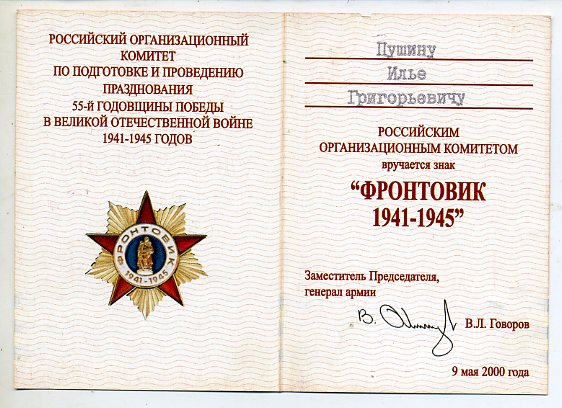 РОССИЙСКИЙ ОРГАНИЗАЦИОННЫЙ
КОМИТЕТ
ПО ПОДГОТОВКЕ И ПРОВЕДЕНИЮ
ПРАЗДНОВАНИЯ
55-й ГОДОВЩИНЫ ПОБЕДЫ
В ВЕЛИКОЙ ОТЕЧЕСТВЕННОЙ ВОЙНЕ
1941-1945 ГОДОВ
ФРОНТОВИК
1941-1945
Пушину
Илье
Григорьевичу
РОССИЙСКИМ
ОРГАНИЗАЦИОННЫМ КОМИТЕТОМ
вручается знак
“ФРОНТОВИК
1941-1945”
Заместитель Председателя,
генерал армии
В.Л. Говоров
9 мая 2000 года